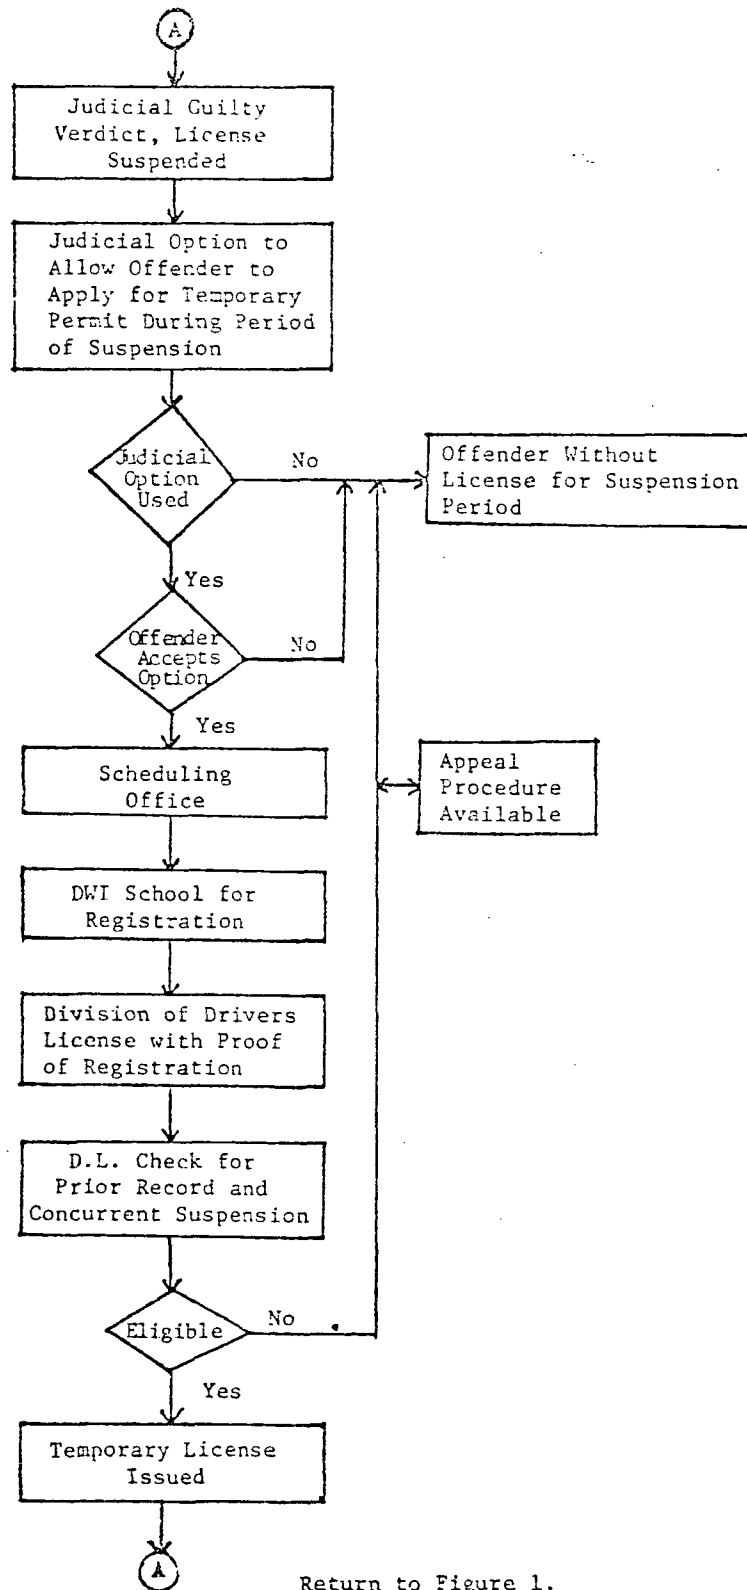 A
Judicial Guilty
Verdict, License
Suspended
Judicial Option to
Allow Offender to
Apply for Temporary
Permit During Period
of Suspension
Judicial
Option
Used
No
Offender Without
License for Suspension
Period
Yes
Offender
Accepts
Option
No
Yes
Scheduling
Office
Appeal
Procedure
Available
DWI School for
Registration
Division of Drivers
License with Proof
of Registration
D.L. Check for
Prior Record and
Concurrent Suspension
Eligible
No
Yes
Temporary License
Issued
A
Return to Figure 1.